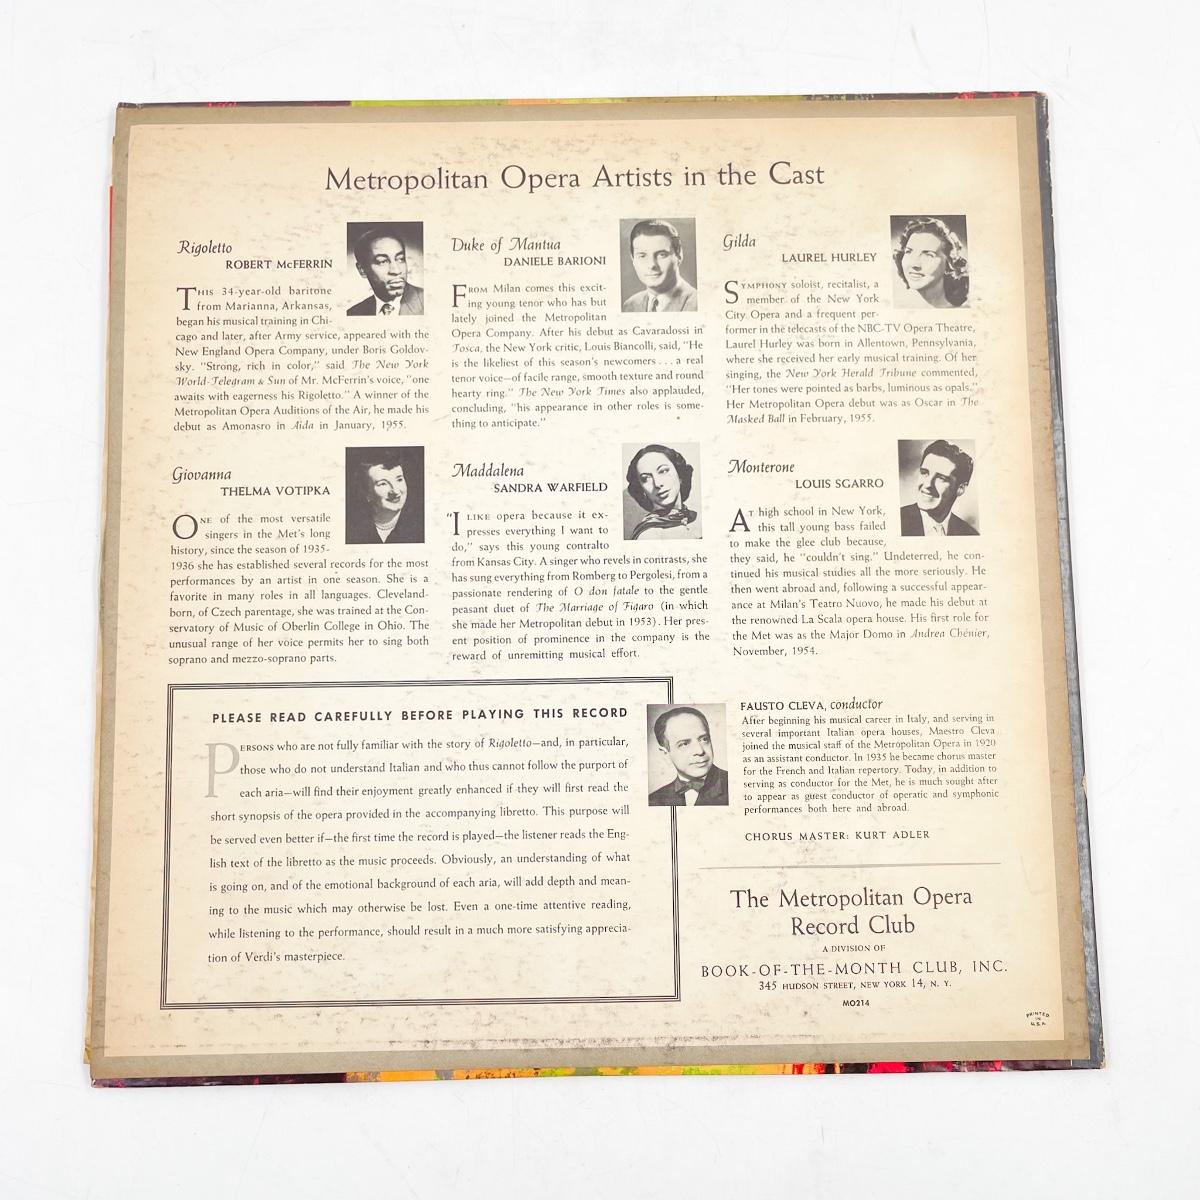 Metropolitan Opera Artists in the Cast
Rigoletto
ROBERT McFERRIN
THIS 34-year-old baritone
from Marianna, Arkansas,
began his musical training in Chi-
cago and later, after Army service, appeared with the
New England Opera Company, under Boris Goldov-
sky. "Strong, rich in color," said The New York
World-Telegram & Sun of Mr. McFerrin's voice, "one
awaits with eagerness his Rigoletto." A winner of the
Metropolitan Opera Auditions of the Air, he made his
debut as Amonasro in Aida in January, 1955.
Duke of Mantua
DANIELE BARIONI
FROM Milan comes this excit-
ing young tenor who has but
lately joined the Metropolitan
Opera Company. After his debut as Cavaradossi in
Tosca, the New York critic, Louis Biancolli, said, "He
is the likeliest of this season's newcomers . . . a real
tenor voice—of facile range, smooth texture and round
hearty ring." The New York Times also applauded,
concluding, "his appearance in other roles is some-
thing to anticipate."
Gilda
LAUREL HURLEY
SYMPHONY soloist, recitalist, a
member of the New York
City Opera and a frequent per-
former in the telecasts of the NBC-TV Opera Theatre,
Laurel Hurley was born in Allentown, Pennsylvania,
where she received her early musical training. Of her
singing, the New York Herald Tribune commented,
"Her tones were pointed as barbs, luminous as opals."
Her Metropolitan Opera debut was as Oscar in The
Masked Ball in February, 1955.
Giovanna
THELMA VOTIPKA
ONE of the most versatile
singers in the Met's long
history, since the season of 1935-
1936 she has established several records for the most
performances by an artist in one season. She is a
favorite in many roles in all languages. Cleveland-
born, of Czech parentage, she was trained at the Con-
servatory of Music of Oberlin College in Ohio. The
unusual range of her voice permits her to sing both
soprano and mezzo-soprano parts.
Maddalena
SANDRA WARFIELD
"I LIKE opera because it ex-
presses everything I want to
do," says this young contralto
from Kansas City. A singer who revels in contrasts, she
has sung everything from Romberg to Pergolesi, from a
passionate rendering of O don fatale to the gentle
peasant duet of The Marriage of Figaro (in which
she made her Metropolitan debut in 1953). Her pres-
ent position of prominence in the company is the
reward of unremitting musical effort.
Monterone
LOUIS SGARRO
AT high school in New York,
this tall young bass failed
to make the glee club because,
they said, he "couldn't sing." Undeterred, he con-
tinued his musical studies all the more seriously. He
then went abroad and, following a successful appear-
ance at Milan's Teatro Nuovo, he made his debut at
the renowned La Scala opera house. His first role for
the Met was as the Major Domo in Andrea Chénier,
November, 1954.
PLEASE READ CAREFULLY BEFORE PLAYING THIS RECORD
PERSONS who are not fully familiar with the story of Rigoletto—and, in particular,
those who do not understand Italian and who thus cannot follow the purport of
each aria—will find their enjoyment greatly enhanced if they will first read the
short synopsis of the opera provided in the accompanying libretto. This purpose will
be served even better if—the first time the record is played—the listener reads the Eng-
lish text of the libretto as the music proceeds. Obviously, an understanding of what
is going on, and of the emotional background of each aria, will add depth and mean-
ing to the music which may otherwise be lost. Even a one-time attentive reading,
while listening to the performance, should result in a much more satisfying apprecia-
tion of Verdi's masterpiece.
FAUSTO CLEVA, conductor
After beginning his musical career in Italy, and serving in
several important Italian opera houses, Maestro Cleva
joined the musical staff of the Metropolitan Opera in 1920
as an assistant conductor. In 1935 he became chorus master
for the French and Italian repertory. Today, in addition to
serving as conductor for the Met, he is much sought after
to appear as guest conductor of operatic and symphonic
performances both here and abroad.
CHORUS MASTER: KURT ADLER
The Metropolitan Opera
Record Club
A DIVISION OF
BOOK-OF-THE-MONTH CLUB, INC.
345 HUDSON STREET, NEW YORK 14, N. Y.
MO214
PRINTED
IN
U.S.A.